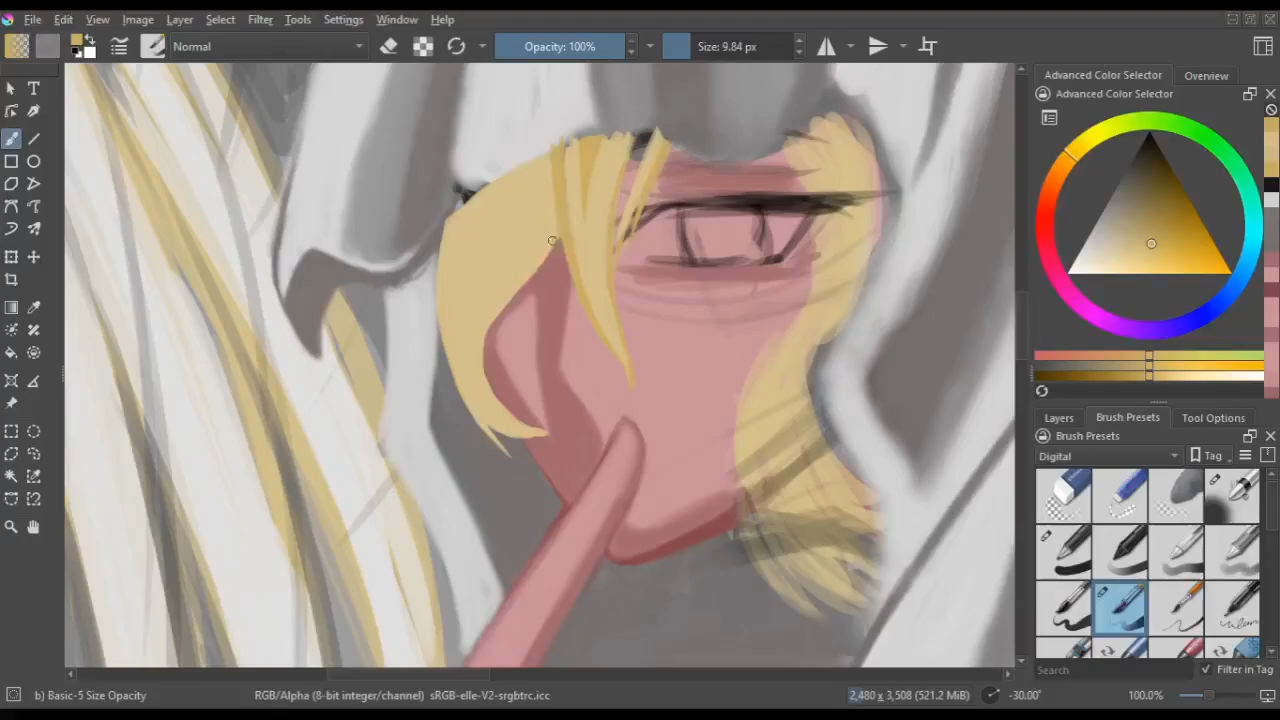 File Edit View Image Layer Select Filter Tools Settings Window Help
Normal Opacity: 100% Size: 9.84 px
Advanced Color Selector Overview
Advanced Color Selector
Layers Brush Presets Tool Options
Brush Presets
Digital Tag
Search Filter in Tag
b) Basic-5 Size Opacity RGB/Alpha (8-bit integer/channel) sRGB-elle-V2-srgbtrc.icc 2,480 x 3,508 (521.2 MiB) -30.00° 100.0%